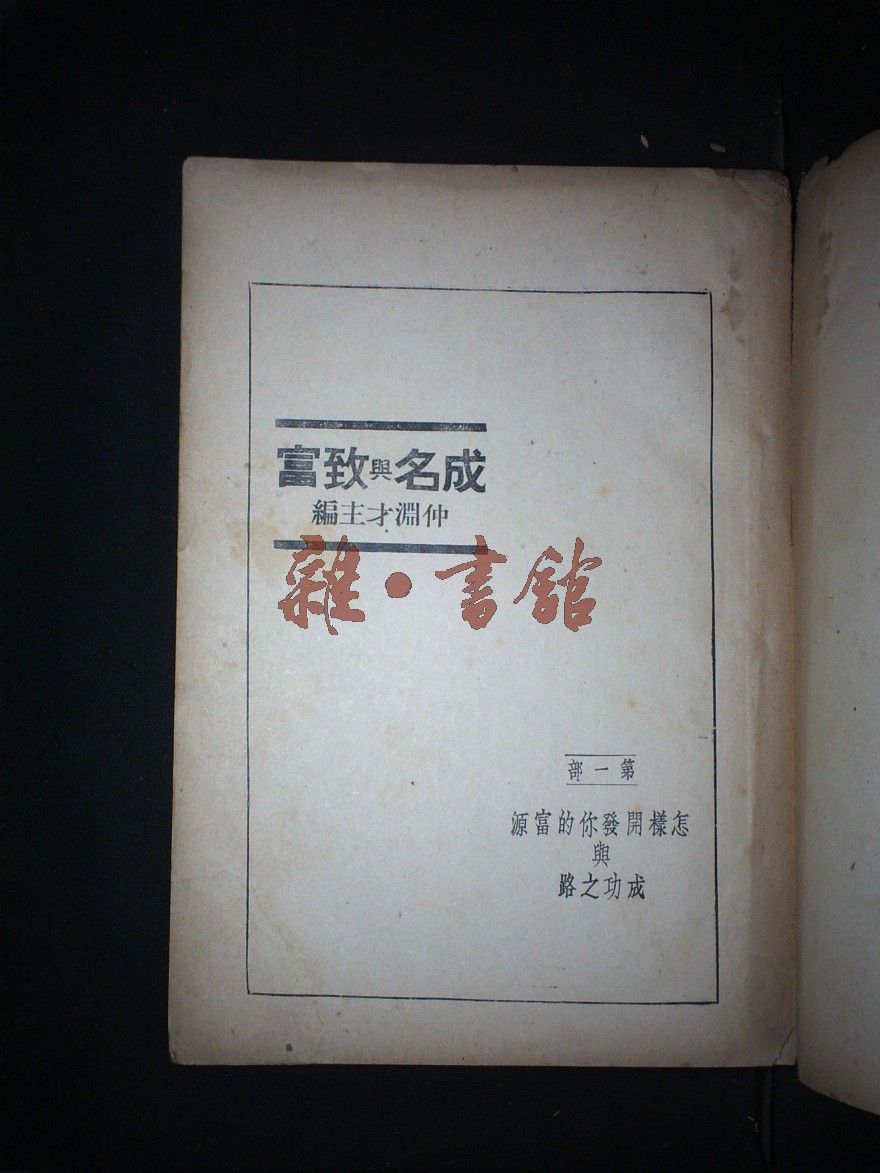 成名與致富
仲淵才主編
雜·書館
第一部
怎樣開發你的富源
與
成功之路